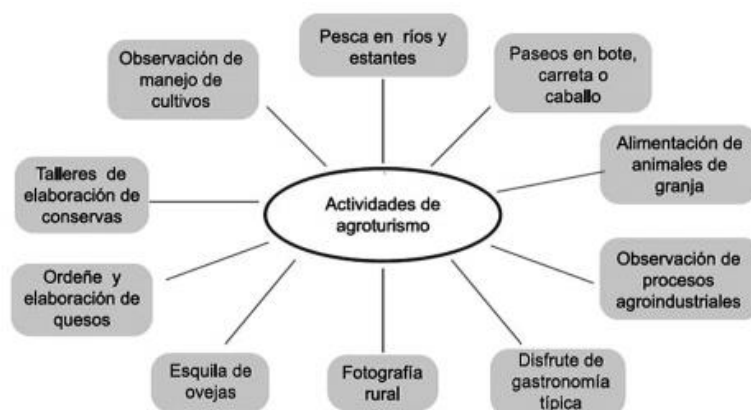 Pesca en ríos y
estantes
Paseos en bote,
carreta o
caballo
Alimentación de
animales de
granja
Observación de
procesos
agroindustriales
Disfrute de
gastronomía
típica
Fotografía
rural
Esquila de
ovejas
Ordeñe y
elaboración de
quesos
Talleres de
elaboración de
conservas
Observación de
manejo de
cultivos
Actividades de
agroturismo